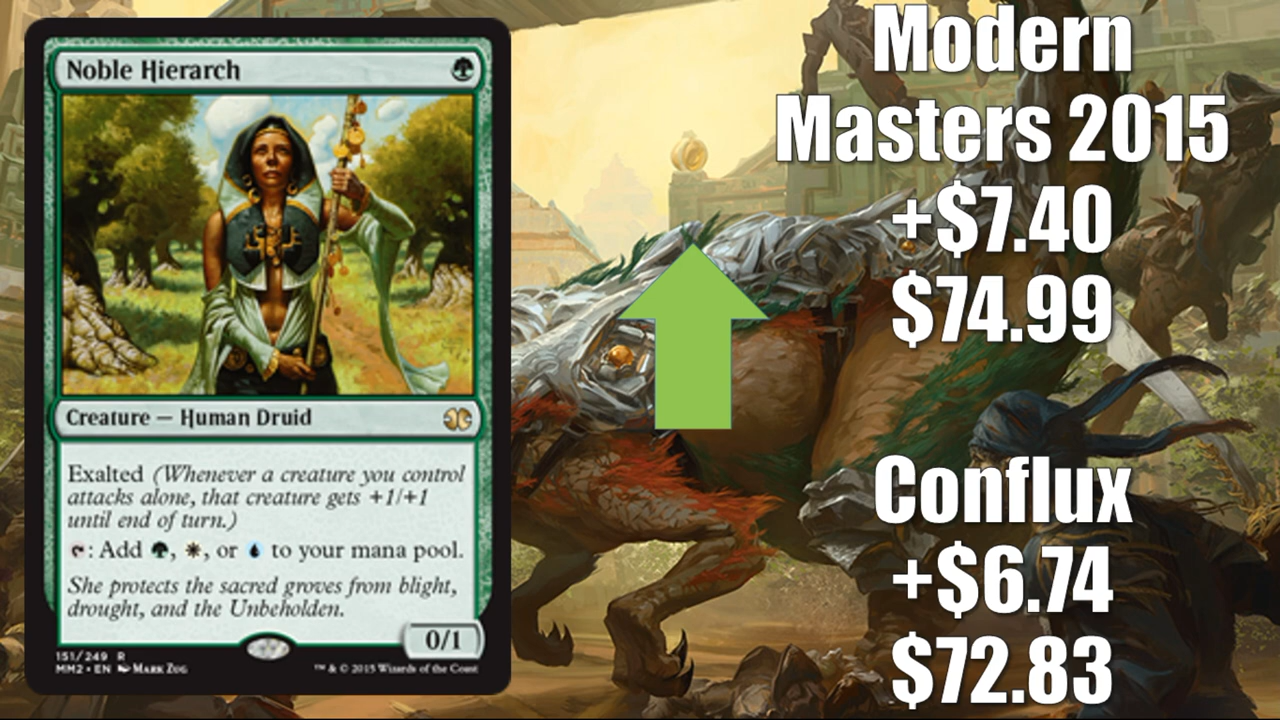 Noble Hierarch
Creature — Human Druid
Exalted (Whenever a creature you control
attacks alone, that creature gets +1/+1
until end of turn.)
: Add , , or  to your mana pool.
She protects the sacred groves from blight,
drought, and the Unbeholden.
0/1
151/249 R
MM2 • EN Mark Zug
™ & © 2015 Wizards of the Coast
Modern
Masters 2015
+$7.40
$74.99
Conflux
+$6.74
$72.83